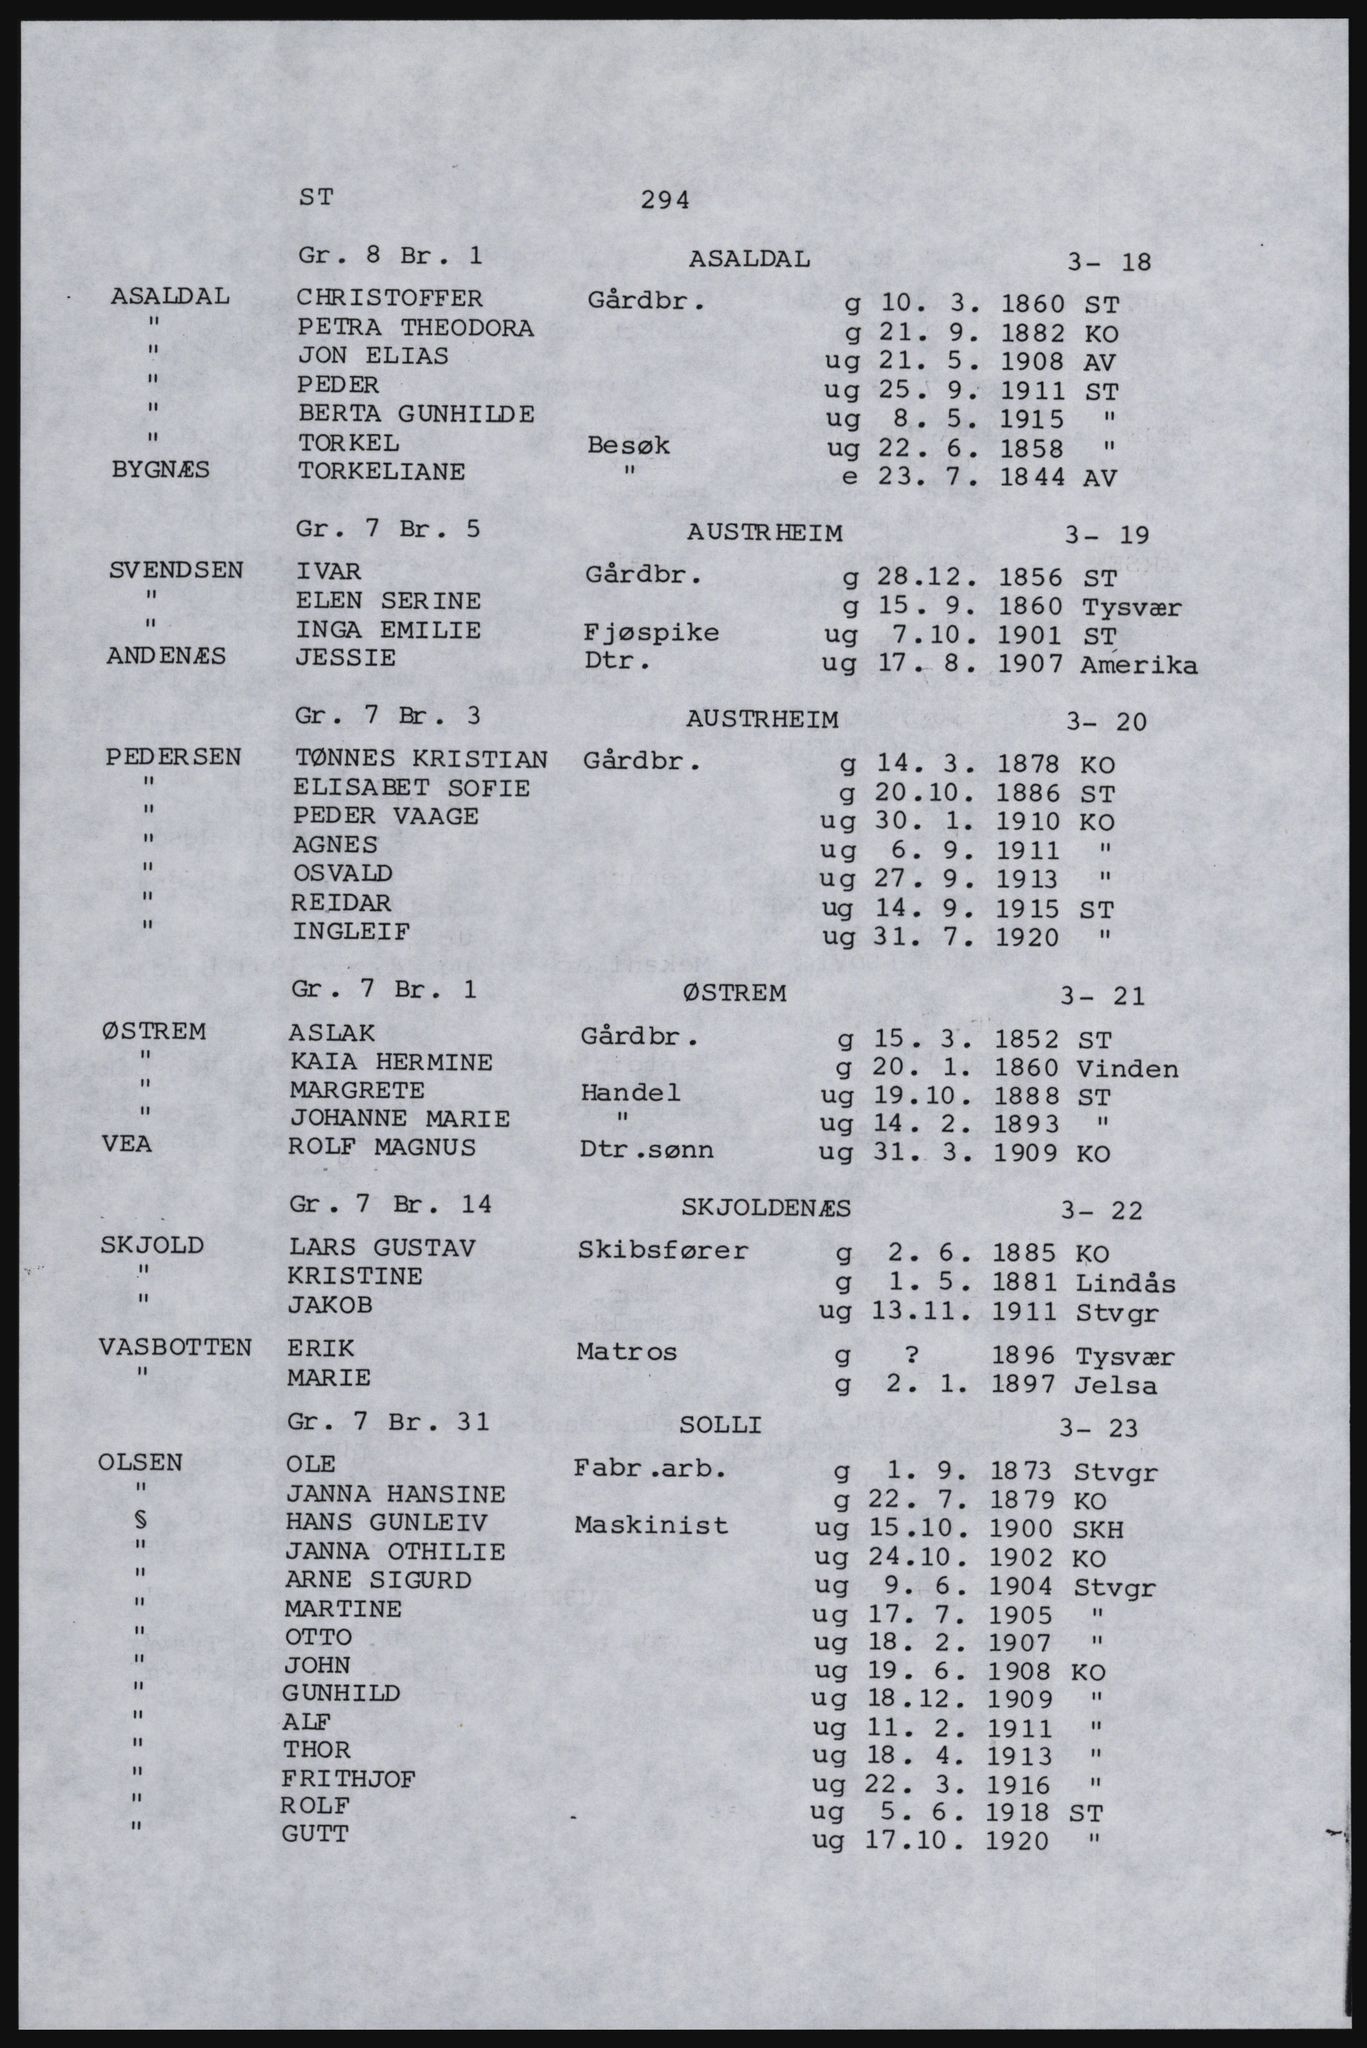 ST 294
Gr. 8 Br. 1 ASALDAL 3- 18
ASALDAL CHRISTOFFER Gårdbr. g 10. 3. 1860 ST
" PETRA THEODORA g 21. 9. 1882 KO
" JON ELIAS ug 21. 5. 1908 AV
" PEDER ug 25. 9. 1911 ST
" BERTA GUNHILDE ug 8. 5. 1915 "
" TORKEL Besøk ug 22. 6. 1858 "
BYGNÆS TORKELIANE " e 23. 7. 1844 AV
Gr. 7 Br. 5 AUSTRHEIM 3- 19
SVENDSEN IVAR Gårdbr. g 28.12. 1856 ST
" ELEN SERINE g 15. 9. 1860 Tysvær
" INGA EMILIE Fjøspike ug 7.10. 1901 ST
ANDENÆS JESSIE Dtr. ug 17. 8. 1907 Amerika
Gr. 7 Br. 3 AUSTRHEIM 3- 20
PEDERSEN TØNNES KRISTIAN Gårdbr. g 14. 3. 1878 KO
" ELISABET SOFIE g 20.10. 1886 ST
" PEDER VAAGE ug 30. 1. 1910 KO
" AGNES ug 6. 9. 1911 "
" OSVALD ug 27. 9. 1913 "
" REIDAR ug 14. 9. 1915 ST
" INGLEIF ug 31. 7. 1920 "
Gr. 7 Br. 1 ØSTREM 3- 21
ØSTREM ASLAK Gårdbr. g 15. 3. 1852 ST
" KAIA HERMINE g 20. 1. 1860 Vinden
" MARGRETE Handel ug 19.10. 1888 ST
" JOHANNE MARIE " ug 14. 2. 1893 "
VEA ROLF MAGNUS Dtr.sønn ug 31. 3. 1909 KO
Gr. 7 Br. 14 SKJOLDENÆS 3- 22
SKJOLD LARS GUSTAV Skibsfører g 2. 6. 1885 KO
" KRISTINE g 1. 5. 1881 Lindås
" JAKOB ug 13.11. 1911 Stvgr
VASBOTTEN ERIK Matros g ? 1896 Tysvær
" MARIE g 2. 1. 1897 Jelsa
Gr. 7 Br. 31 SOLLI 3- 23
OLSEN OLE Fabr.arb. g 1. 9. 1873 Stvgr
" JANNA HANSINE g 22. 7. 1879 KO
§ HANS GUNLEIV Maskinist ug 15.10. 1900 SKH
" JANNA OTHILIE ug 24.10. 1902 KO
" ARNE SIGURD ug 9. 6. 1904 Stvgr
" MARTINE ug 17. 7. 1905 "
" OTTO ug 18. 2. 1907 "
" JOHN ug 19. 6. 1908 KO
" GUNHILD ug 18.12. 1909 "
" ALF ug 11. 2. 1911 "
" THOR ug 18. 4. 1913 "
" FRITHJOF ug 22. 3. 1916 "
" ROLF ug 5. 6. 1918 ST
" GUTT ug 17.10. 1920 "